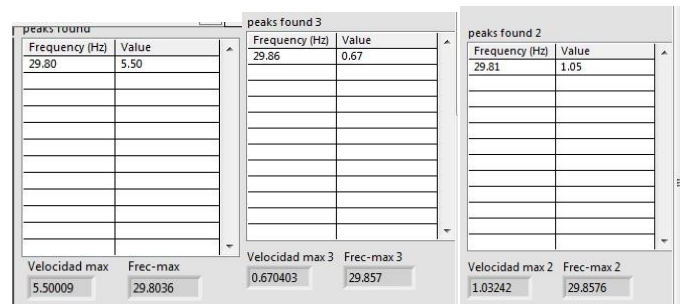 peaks found
Frequency (Hz) Value
29.80 5.50
Velocidad max Frec-max
5.50009 29.8036
peaks found 3
Frequency (Hz) Value
29.86 0.67
Velocidad max 3 Frec-max 3
0.670403 29.857
peaks found 2
Frequency (Hz) Value
29.81 1.05
Velocidad max 2 Frec-max 2
1.03242 29.8576